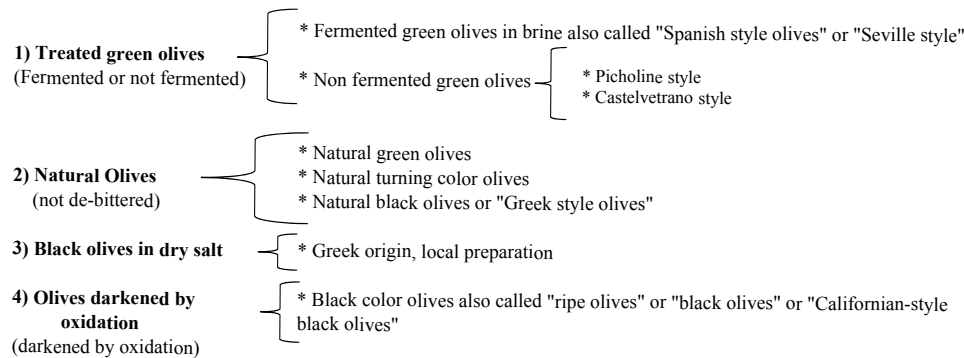 1) Treated green olives
(Fermented or not fermented)
* Fermented green olives in brine also called "Spanish style olives" or "Seville style"
* Non fermented green olives
* Picholine style
* Castelvetrano style
2) Natural Olives
(not de-bittered)
* Natural green olives
* Natural turning color olives
* Natural black olives or "Greek style olives"
3) Black olives in dry salt
* Greek origin, local preparation
4) Olives darkened by
oxidation
(darkened by oxidation)
* Black color olives also called "ripe olives" or "black olives" or "Californian-style
black olives"